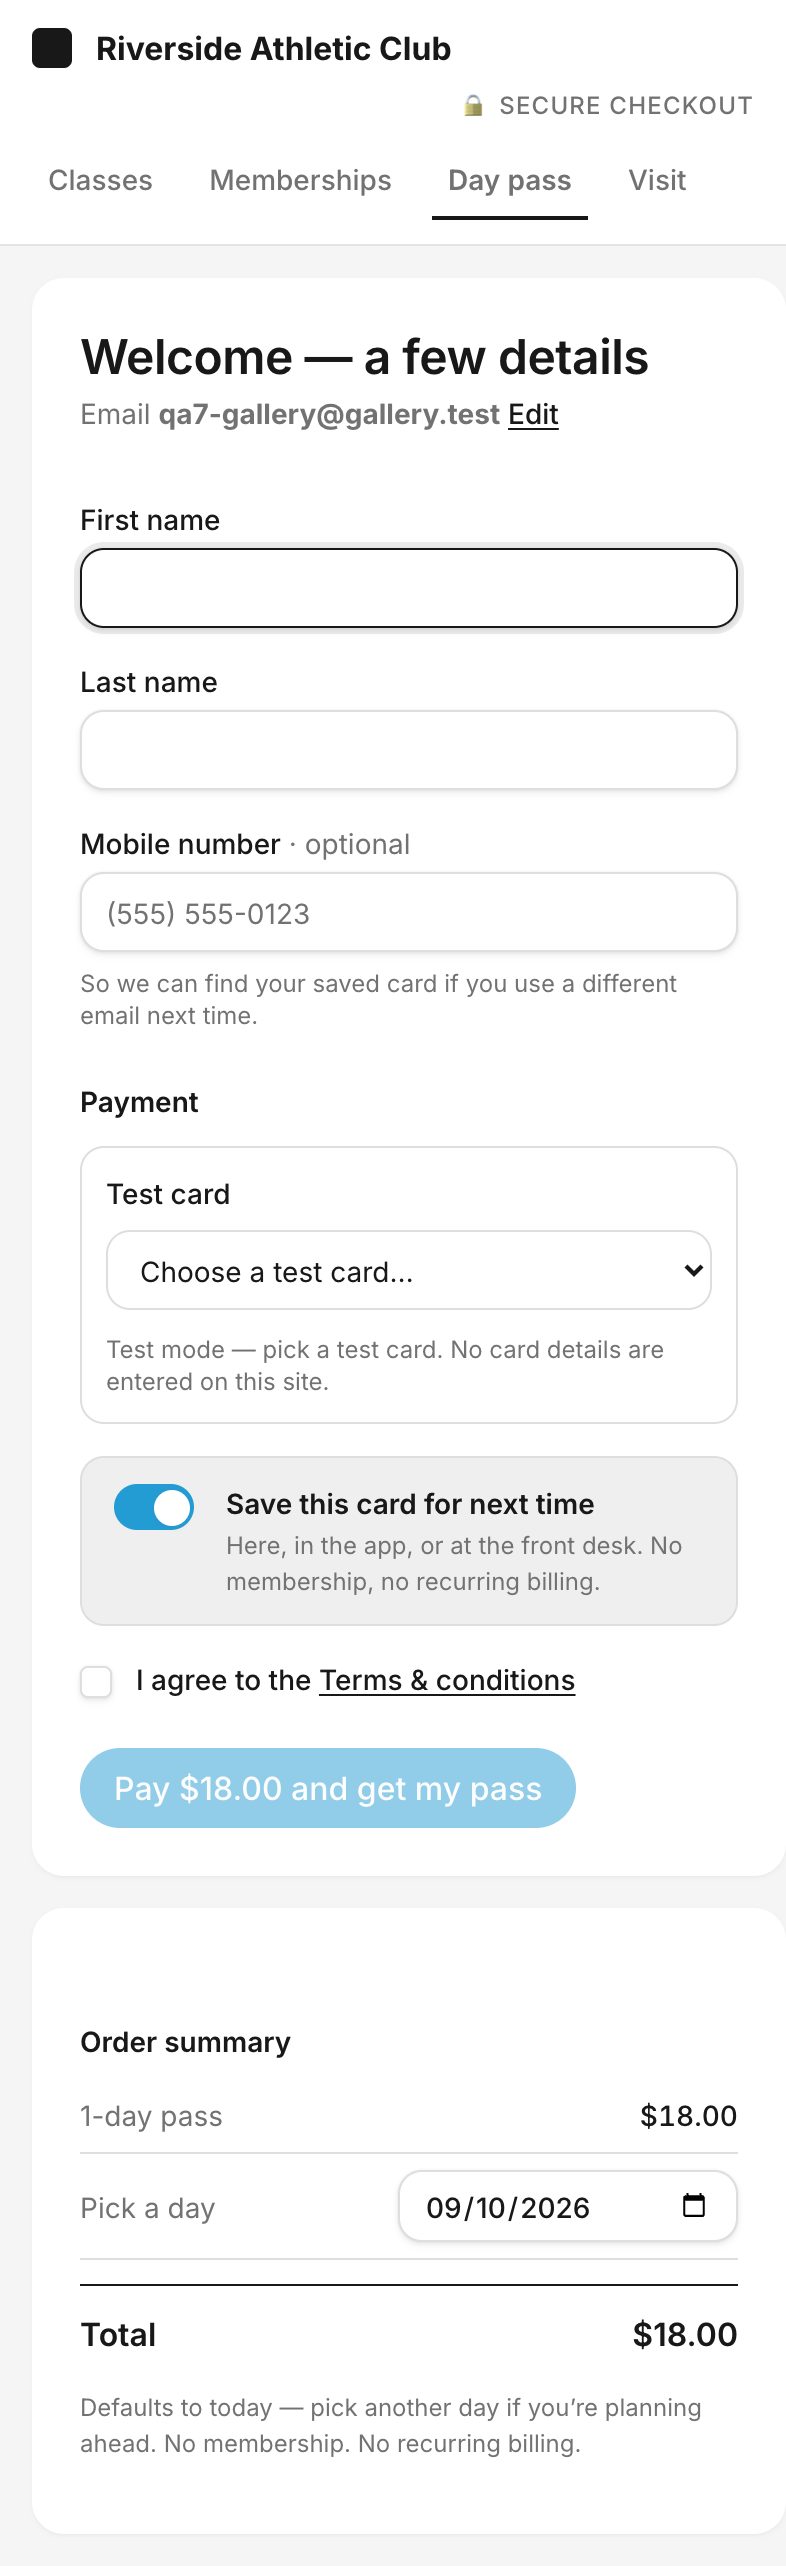 Riverside Athletic Club
🔒 SECURE CHECKOUT
Classes Memberships Day pass Visit
Welcome — a few details
Email qa7-gallery@gallery.test Edit
First name
Last name
Mobile number · optional
(555) 555-0123
So we can find your saved card if you use a different
email next time.
Payment
Test card
Choose a test card...
Test mode — pick a test card. No card details are
entered on this site.
Save this card for next time
Here, in the app, or at the front desk. No
membership, no recurring billing.
I agree to the Terms & conditions
Pay $18.00 and get my pass
Order summary
1-day pass $18.00
Pick a day 09/10/2026
Total $18.00
Defaults to today — pick another day if you’re planning
ahead. No membership. No recurring billing.